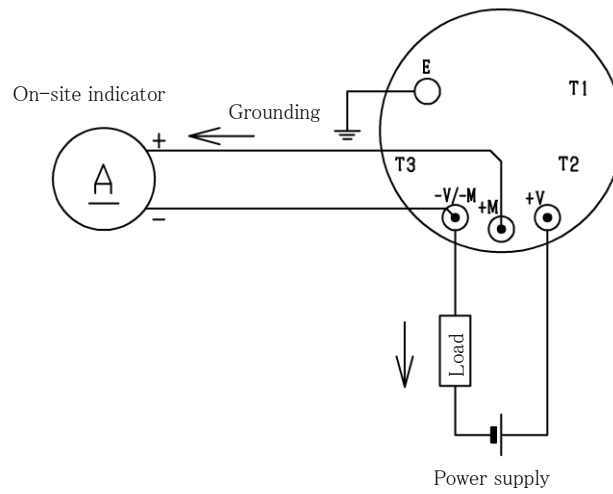 E
T1
On-site indicator
Grounding
+
T3
T2
A
-V/-M
+M
+V
−
Load
Power supply